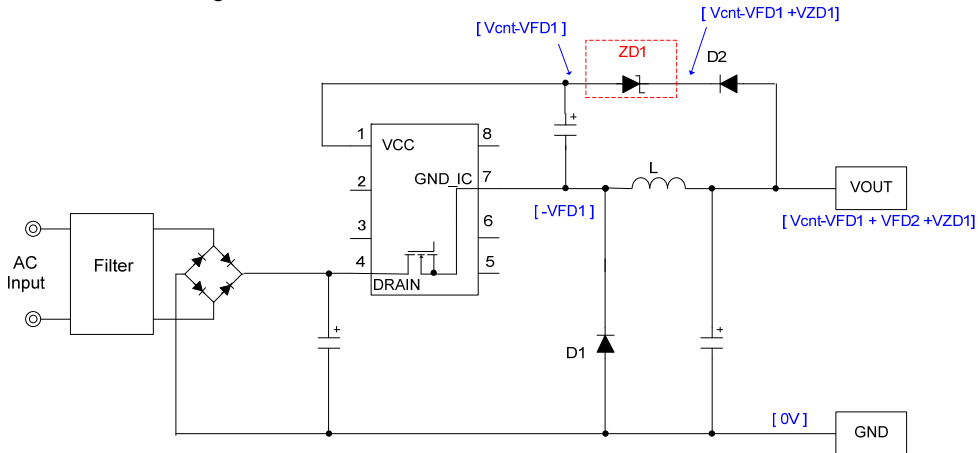 [ Vcnt-VFD1 +VZD1]
[ Vcnt-VFD1 ]
ZD1
D2
+
1
VCC
8
2
GND_IC
7
L
VOUT
[ -VFD1 ]
[ Vcnt-VFD1 + VFD2 +VZD1]
3
6
AC
Input
Filter
4
DRAIN
5
+
D1
+
[ 0V ]
GND